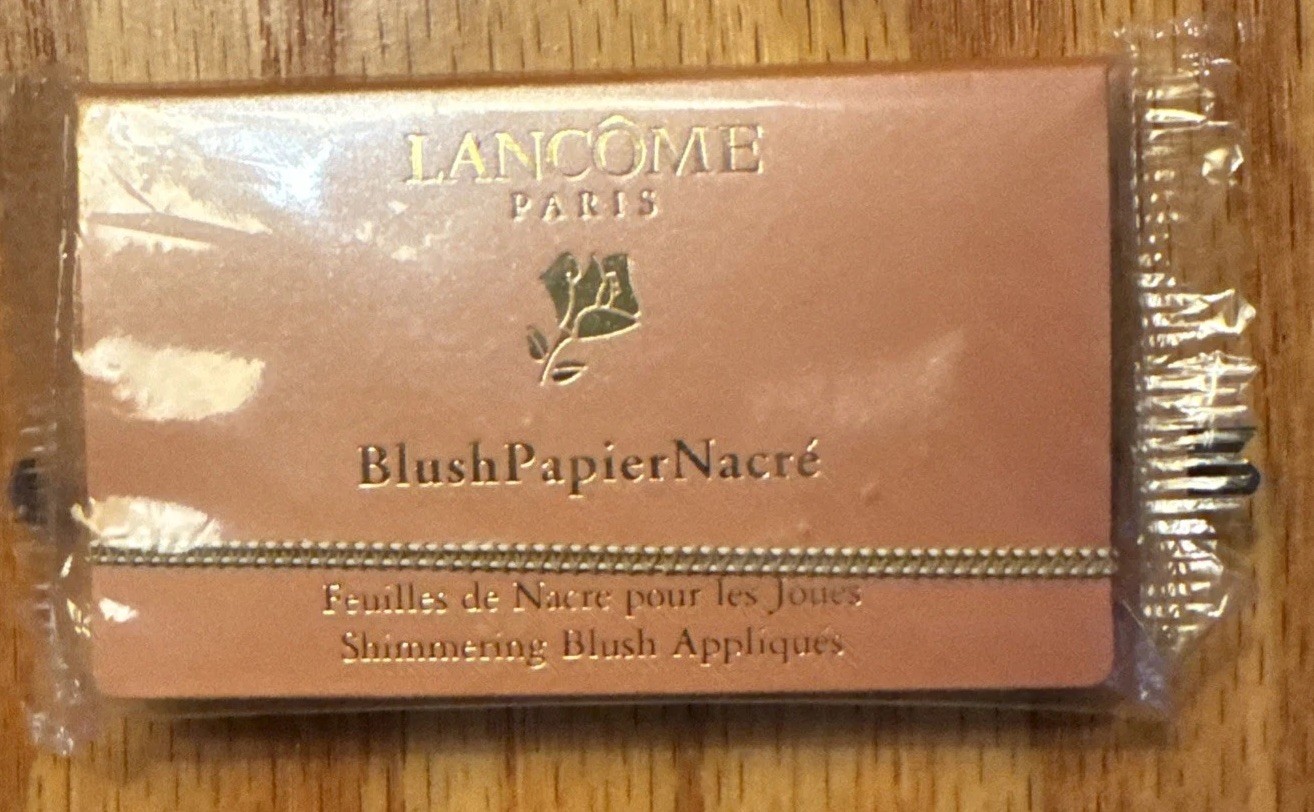 LANCÔME
PARIS
BlushPapierNacré
Feuilles de Nacre pour les Joues
Shimmering Blush Appliqués